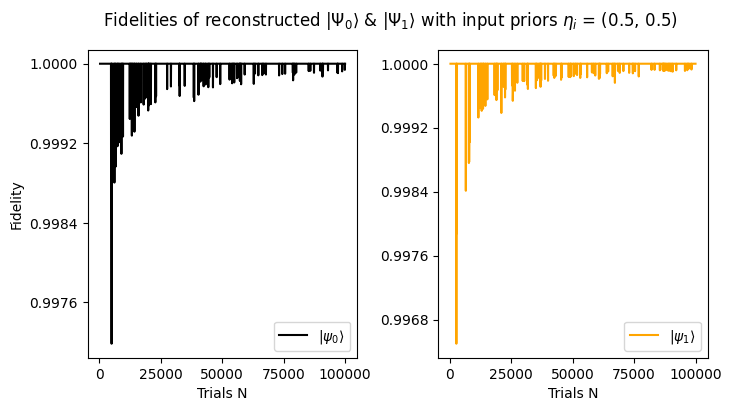 Fidelities of reconstructed |Ψ₀⟩ & |Ψ₁⟩ with input priors ηᵢ = (0.5, 0.5)
Fidelity
1.0000
0.9992
0.9984
0.9976
0 25000 50000 75000 100000
Trials N
|ψ₀⟩
1.0000
0.9992
0.9984
0.9976
0.9968
0 25000 50000 75000 100000
Trials N
|ψ₁⟩